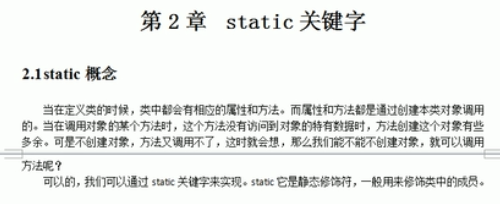 第 2 章 static 关键字
2.1static 概念
当在定义类的时候，类中都会有相应的属性和方法。而属性和方法都是通过创建本类对象调用
的。当在调用对象的某个方法时，这个方法没有访问到对象的特有数据时，方法创建这个对象有些
多余。可是不创建对象，方法又调用不了，这时就会想，那么我们能不能不创建对象，就可以调用
方法呢？
可以的，我们可以通过 static 关键字来实现。static 它是静态修饰符，一般用来修饰类中的成员。